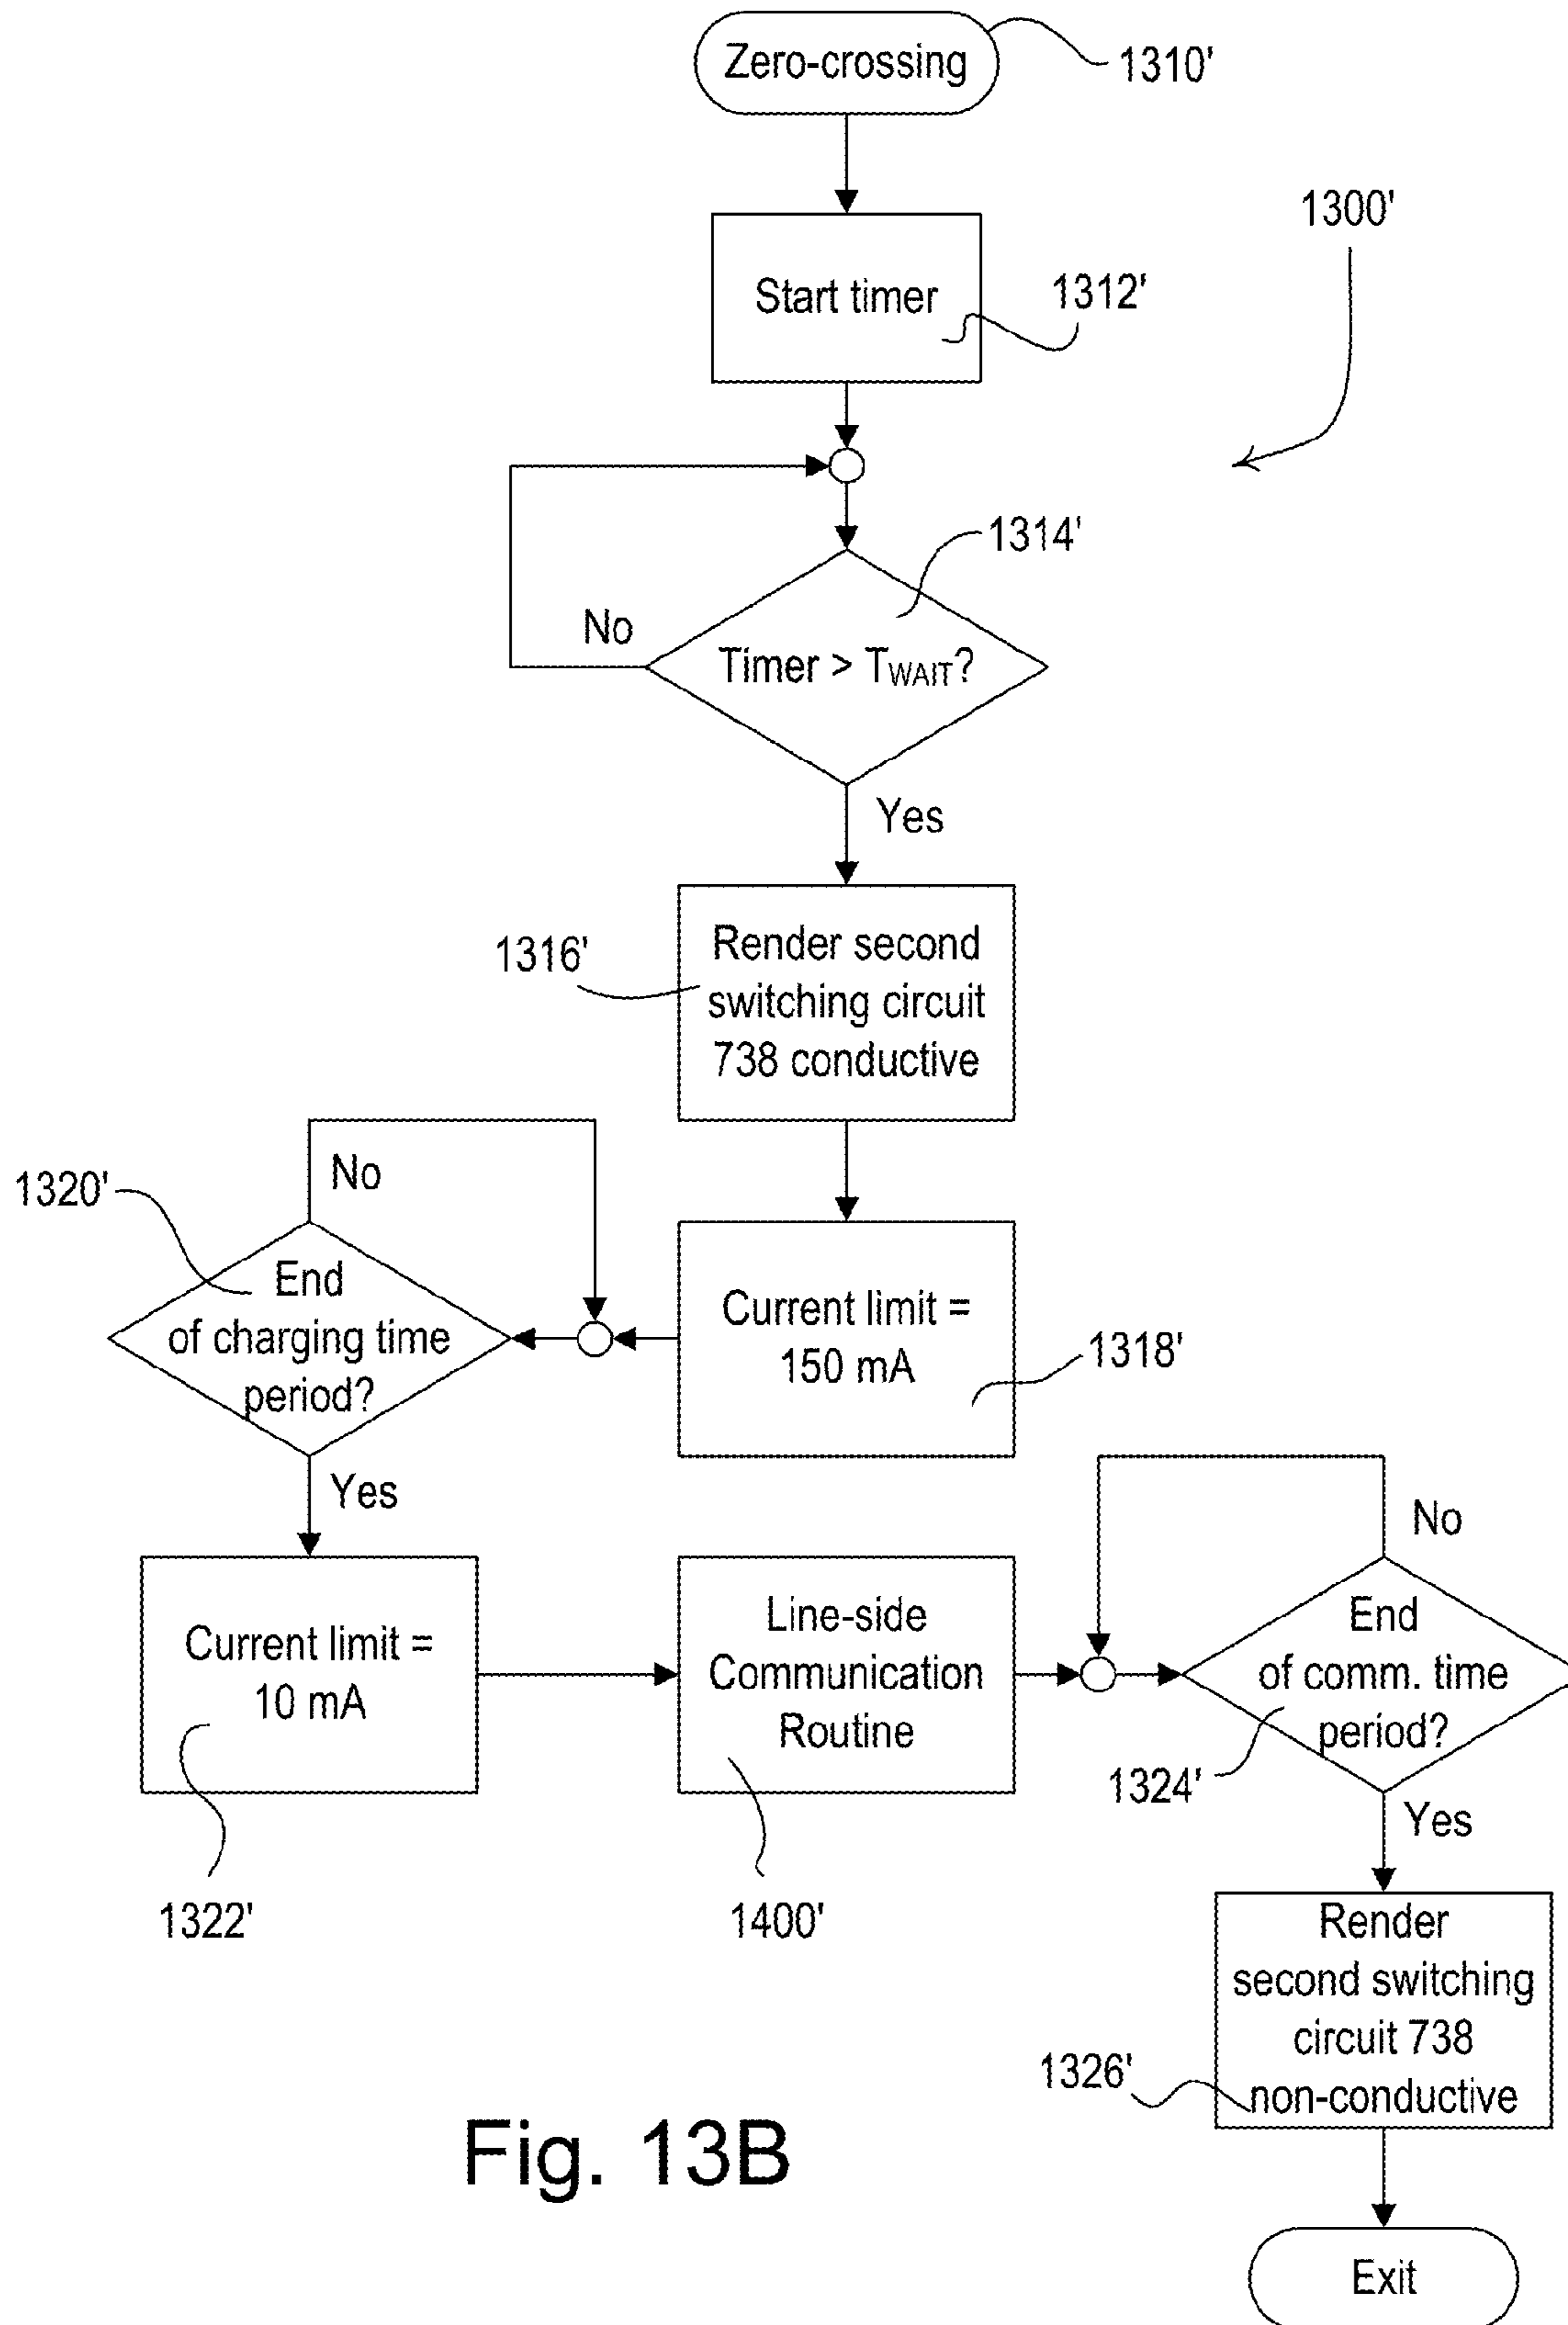 Zero-crossing
1310'
1300'
Start timer
1312'
1314'
No
Timer > TWAIT?
Yes
1316'
Render second
switching circuit
738 conductive
1320'
No
End
of charging time
period?
Current limit =
150 mA
1318'
Yes
No
Current limit =
10 mA
Line-side
Communication
Routine
End
of comm. time
period?
1324'
Yes
1322'
1400'
Render
second switching
circuit 738
non-conductive
1326'
Fig. 13B
Exit